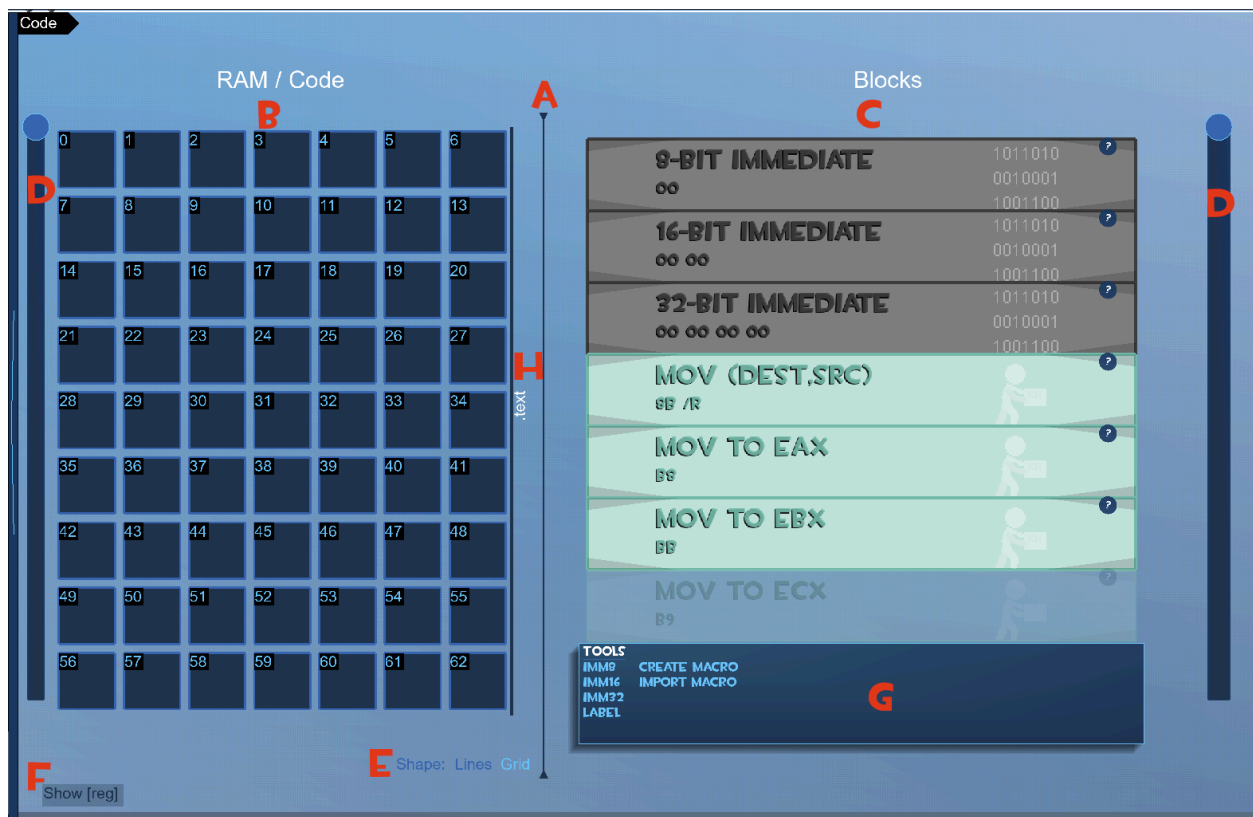 Code
RAM / Code
Blocks
A
B
C
D
D
0 1 2 3 4 5 6
7 8 9 10 11 12 13
14 15 16 17 18 19 20
21 22 23 24 25 26 27
28 29 30 31 32 33 34
35 36 37 38 39 40 41
42 43 44 45 46 47 48
49 50 51 52 53 54 55
56 57 58 59 60 61 62
H
.text
8-BIT IMMEDIATE
00
1011010
0010001
1001100
?
16-BIT IMMEDIATE
00 00
1011010
0010001
1001100
?
32-BIT IMMEDIATE
00 00 00 00
1011010
0010001
1001100
?
MOV (DEST,SRC)
8B /R
?
MOV TO EAX
B8
?
MOV TO EBX
BB
?
MOV TO ECX
B9
?
TOOLS
IMM8 CREATE MACRO
IMM16 IMPORT MACRO
IMM32
LABEL
G
E
Shape: Lines Grid
F
Show [reg]